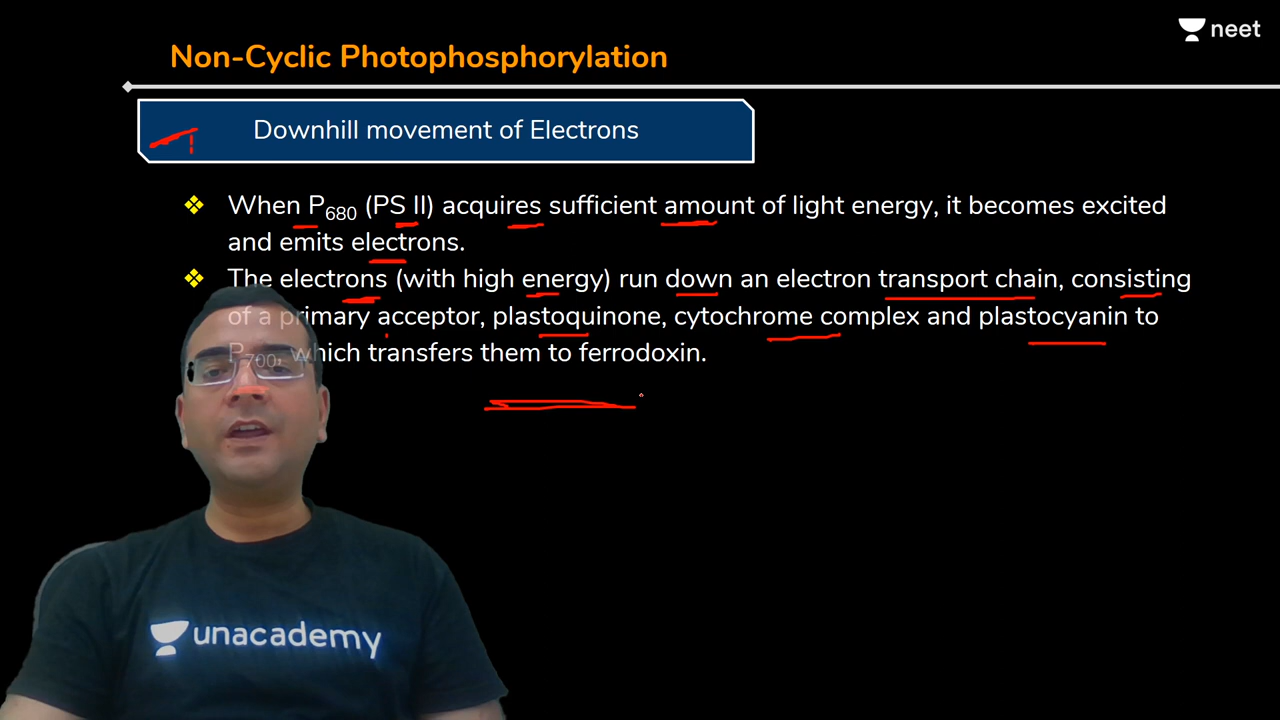 neet
Non-Cyclic Photophosphorylation
Downhill movement of Electrons
❖ When P680 (PS II) acquires sufficient amount of light energy, it becomes excited
and emits electrons.
❖ The electrons (with high energy) run down an electron transport chain, consisting
of a primary acceptor, plastoquinone, cytochrome complex and plastocyanin to
P700, which transfers them to ferrodoxin.
unacademy